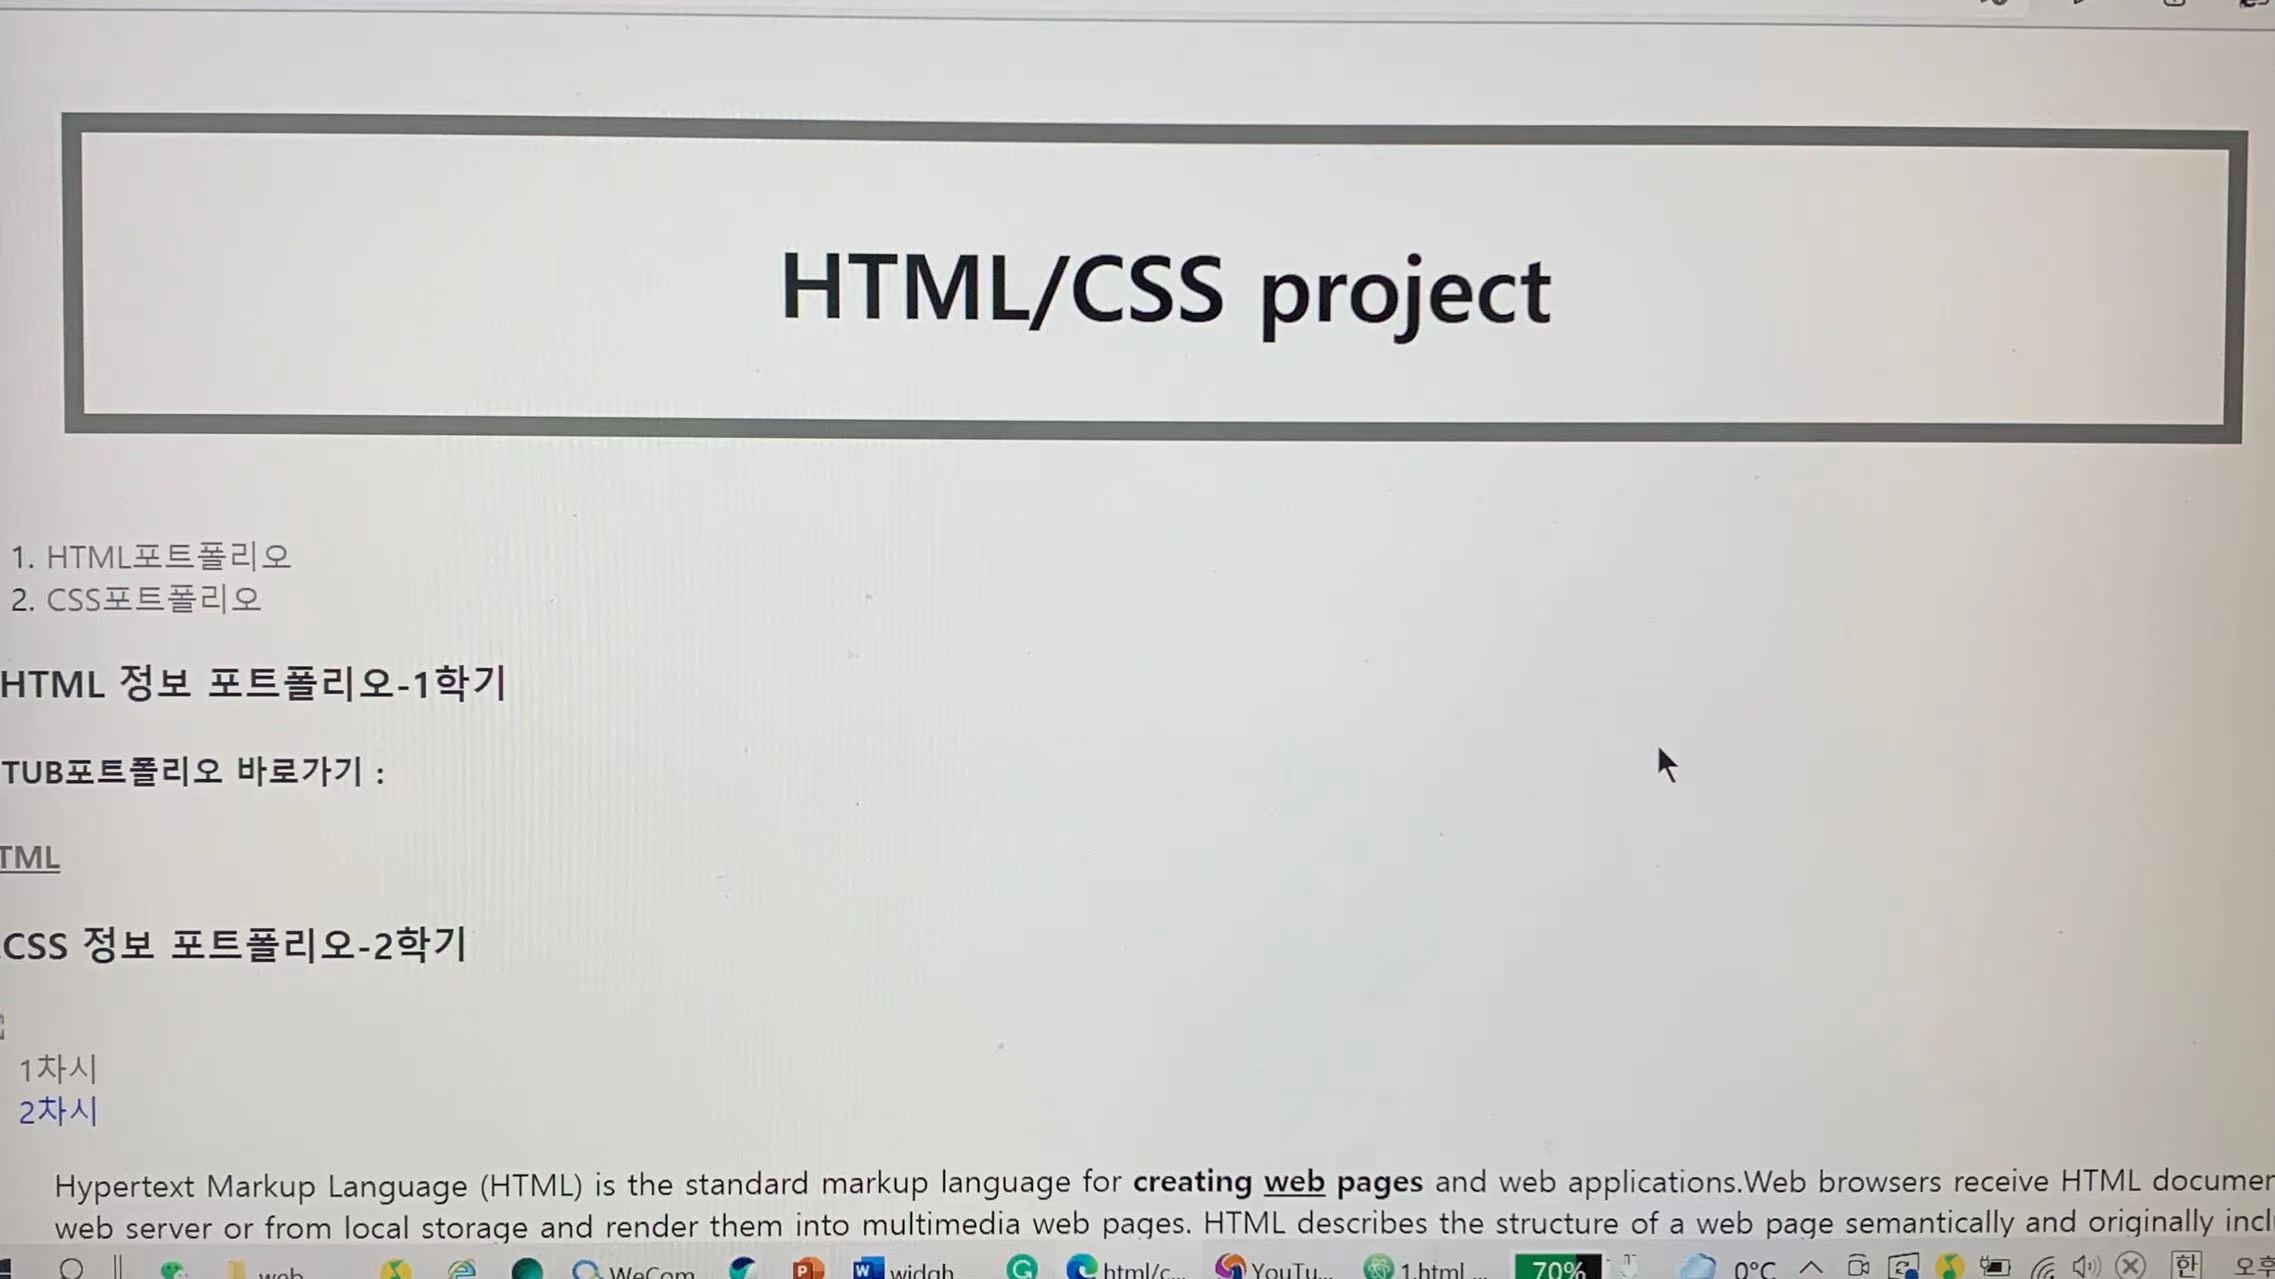 HTML/CSS project
1. HTML포트폴리오
2. CSS포트폴리오
HTML 정보 포트폴리오-1학기
TUB포트폴리오 바로가기 :
TML
CSS 정보 포트폴리오-2학기
1차시
2차시
Hypertext Markup Language (HTML) is the standard markup language for creating web pages and web applications.Web browsers receive HTML documen
web server or from local storage and render them into multimedia web pages. HTML describes the structure of a web page semantically and originally incl
web WeCom widgh html/c... YouTu... 1.html ... 70% 0°C 한 오후